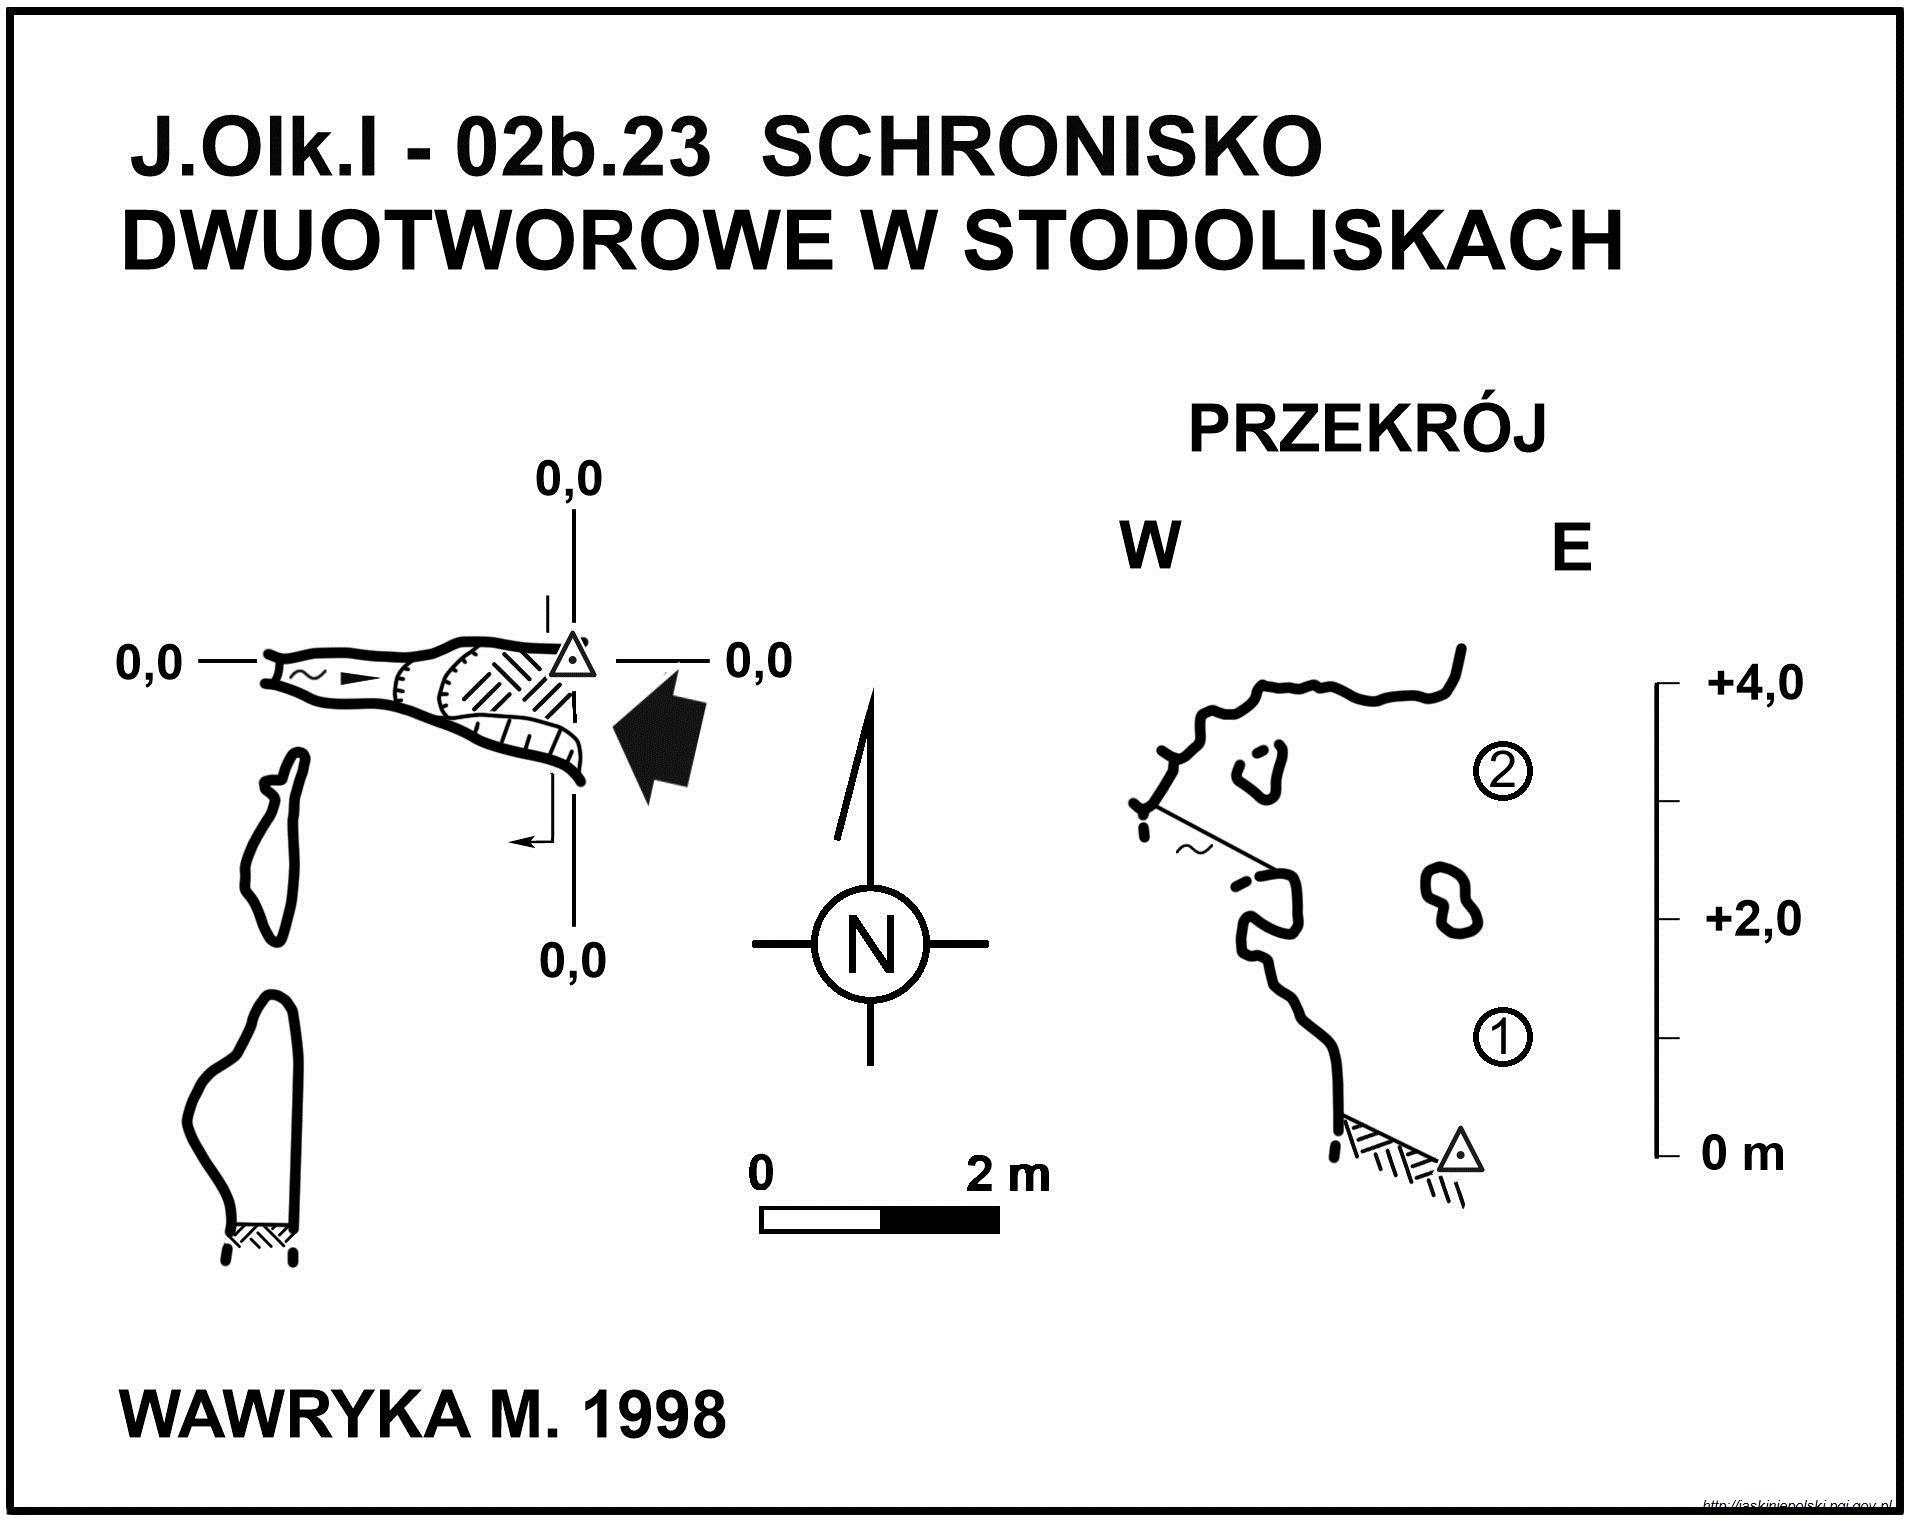 J.Olk.I - 02b.23 SCHRONISKO
DWUOTWOROWE W STODOLISKACH
PRZEKRÓJ
W E
0,0
0,0
0,0
0,0
N
0 2 m
+4,0
2
+2,0
1
0 m
WAWRYKA M. 1998
http://jaskiniepolski.pgi.gov.pl